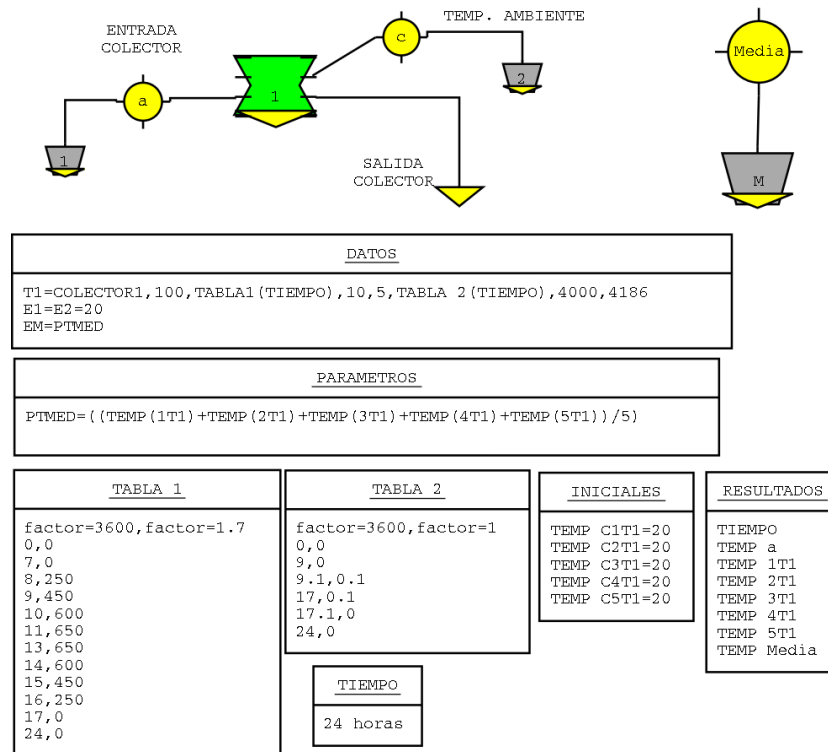 TEMP. AMBIENTE
ENTRADA
COLECTOR
c
Media
a
1
2
1
SALIDA
COLECTOR
M
DATOS
T1=COLECTOR1,100,TABLA1(TIEMPO),10,5,TABLA 2(TIEMPO),4000,4186
E1=E2=20
EM=PTMED
PARAMETROS
PTMED=((TEMP(1T1)+TEMP(2T1)+TEMP(3T1)+TEMP(4T1)+TEMP(5T1))/5)
TABLA 1
factor=3600,factor=1.7
0,0
7,0
8,250
9,450
10,600
11,650
13,650
14,600
15,450
16,250
17,0
24,0
TABLA 2
factor=3600,factor=1
0,0
9,0
9.1,0.1
17,0.1
17.1,0
24,0
TIEMPO
24 horas
INICIALES
TEMP C1T1=20
TEMP C2T1=20
TEMP C3T1=20
TEMP C4T1=20
TEMP C5T1=20
RESULTADOS
TIEMPO
TEMP a
TEMP 1T1
TEMP 2T1
TEMP 3T1
TEMP 4T1
TEMP 5T1
TEMP Media